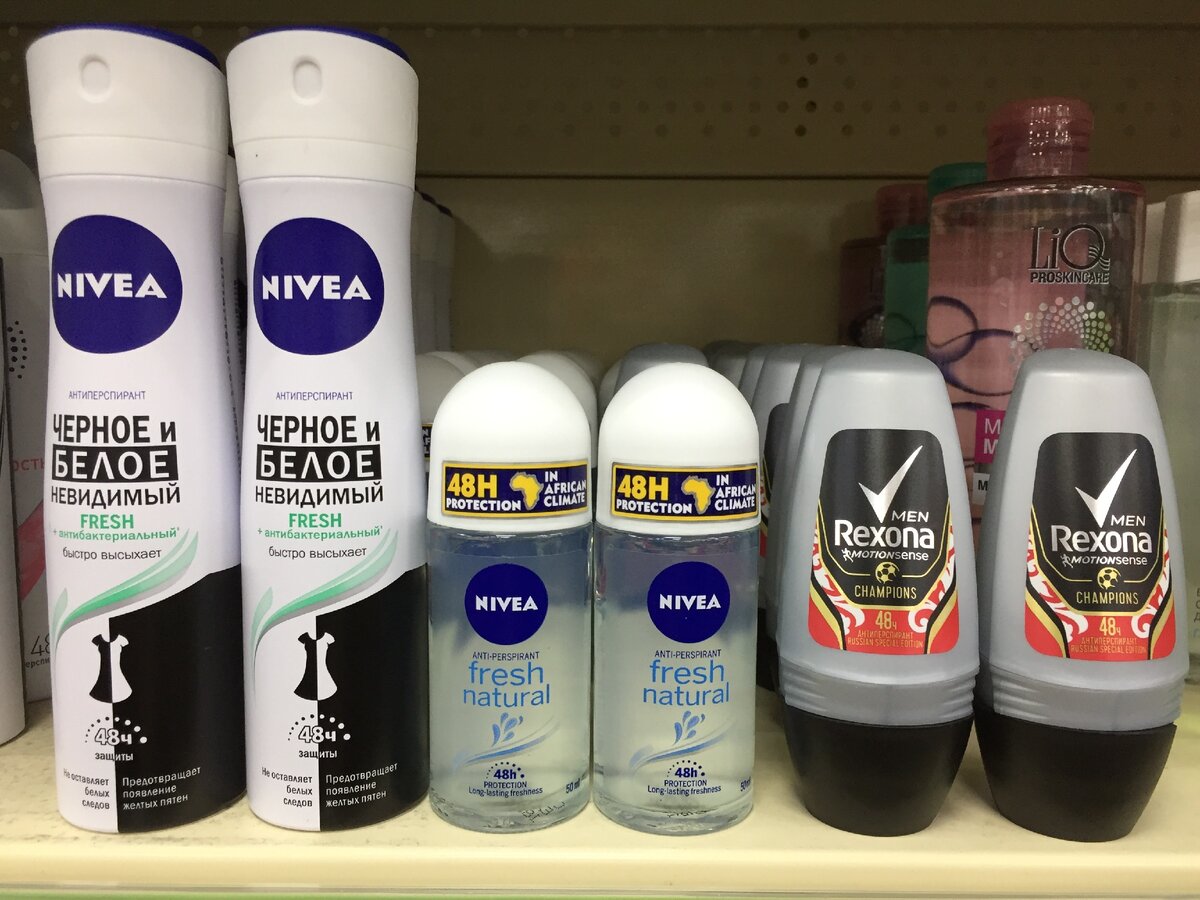 NIVEA
АНТИПЕРСПИРАНТ
ЧЕРНОЕ и
БЕЛОЕ
НЕВИДИМЫЙ
FRESH
+ антибактериальный
быстро высыхает
48ч
защиты
Не оставляет
белых
следов
Предотвращает
появление
желтых пятен
NIVEA
АНТИПЕРСПИРАНТ
ЧЕРНОЕ и
БЕЛОЕ
НЕВИДИМЫЙ
FRESH
+ антибактериальный
быстро высыхает
48ч
защиты
Не оставляет
белых
следов
Предотвращает
появление
желтых пятен
48H
PROTECTION
IN
AFRICAN
CLIMATE
NIVEA
ANTI-PERSPIRANT
fresh
natural
48h
PROTECTION
Long-lasting freshness
50 ml
48H
PROTECTION
IN
AFRICAN
CLIMATE
NIVEA
ANTI-PERSPIRANT
fresh
natural
48h
PROTECTION
Long-lasting freshness
50 ml
MEN
Rexona
MOTIONsense
CHAMPIONS
48ч
АНТИПЕРСПИРАНТ
RUSSIAN SPECIAL EDITION
LiQ
PROSKINCARE
MEN
Rexona
MOTIONsense
CHAMPIONS
48ч
АНТИПЕРСПИРАНТ
RUSSIAN SPECIAL EDITION